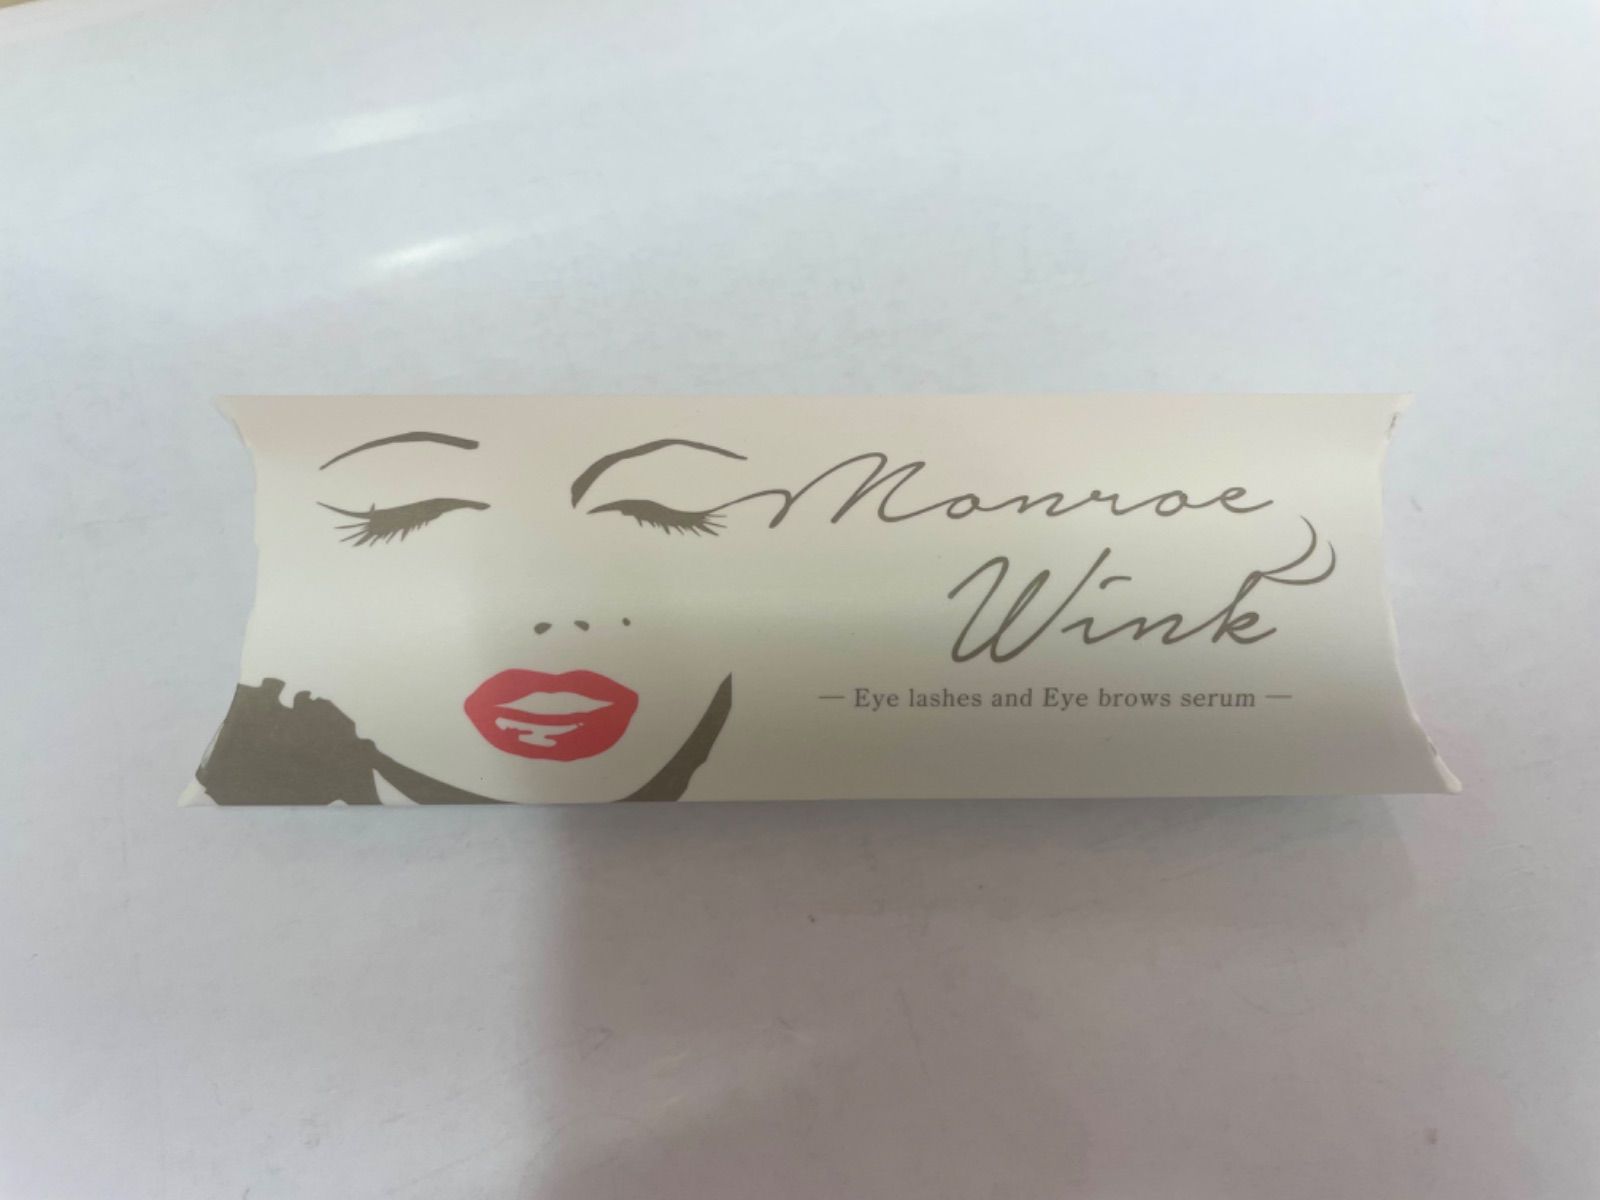 Monroe
Wink
— Eye lashes and Eye brows serum —